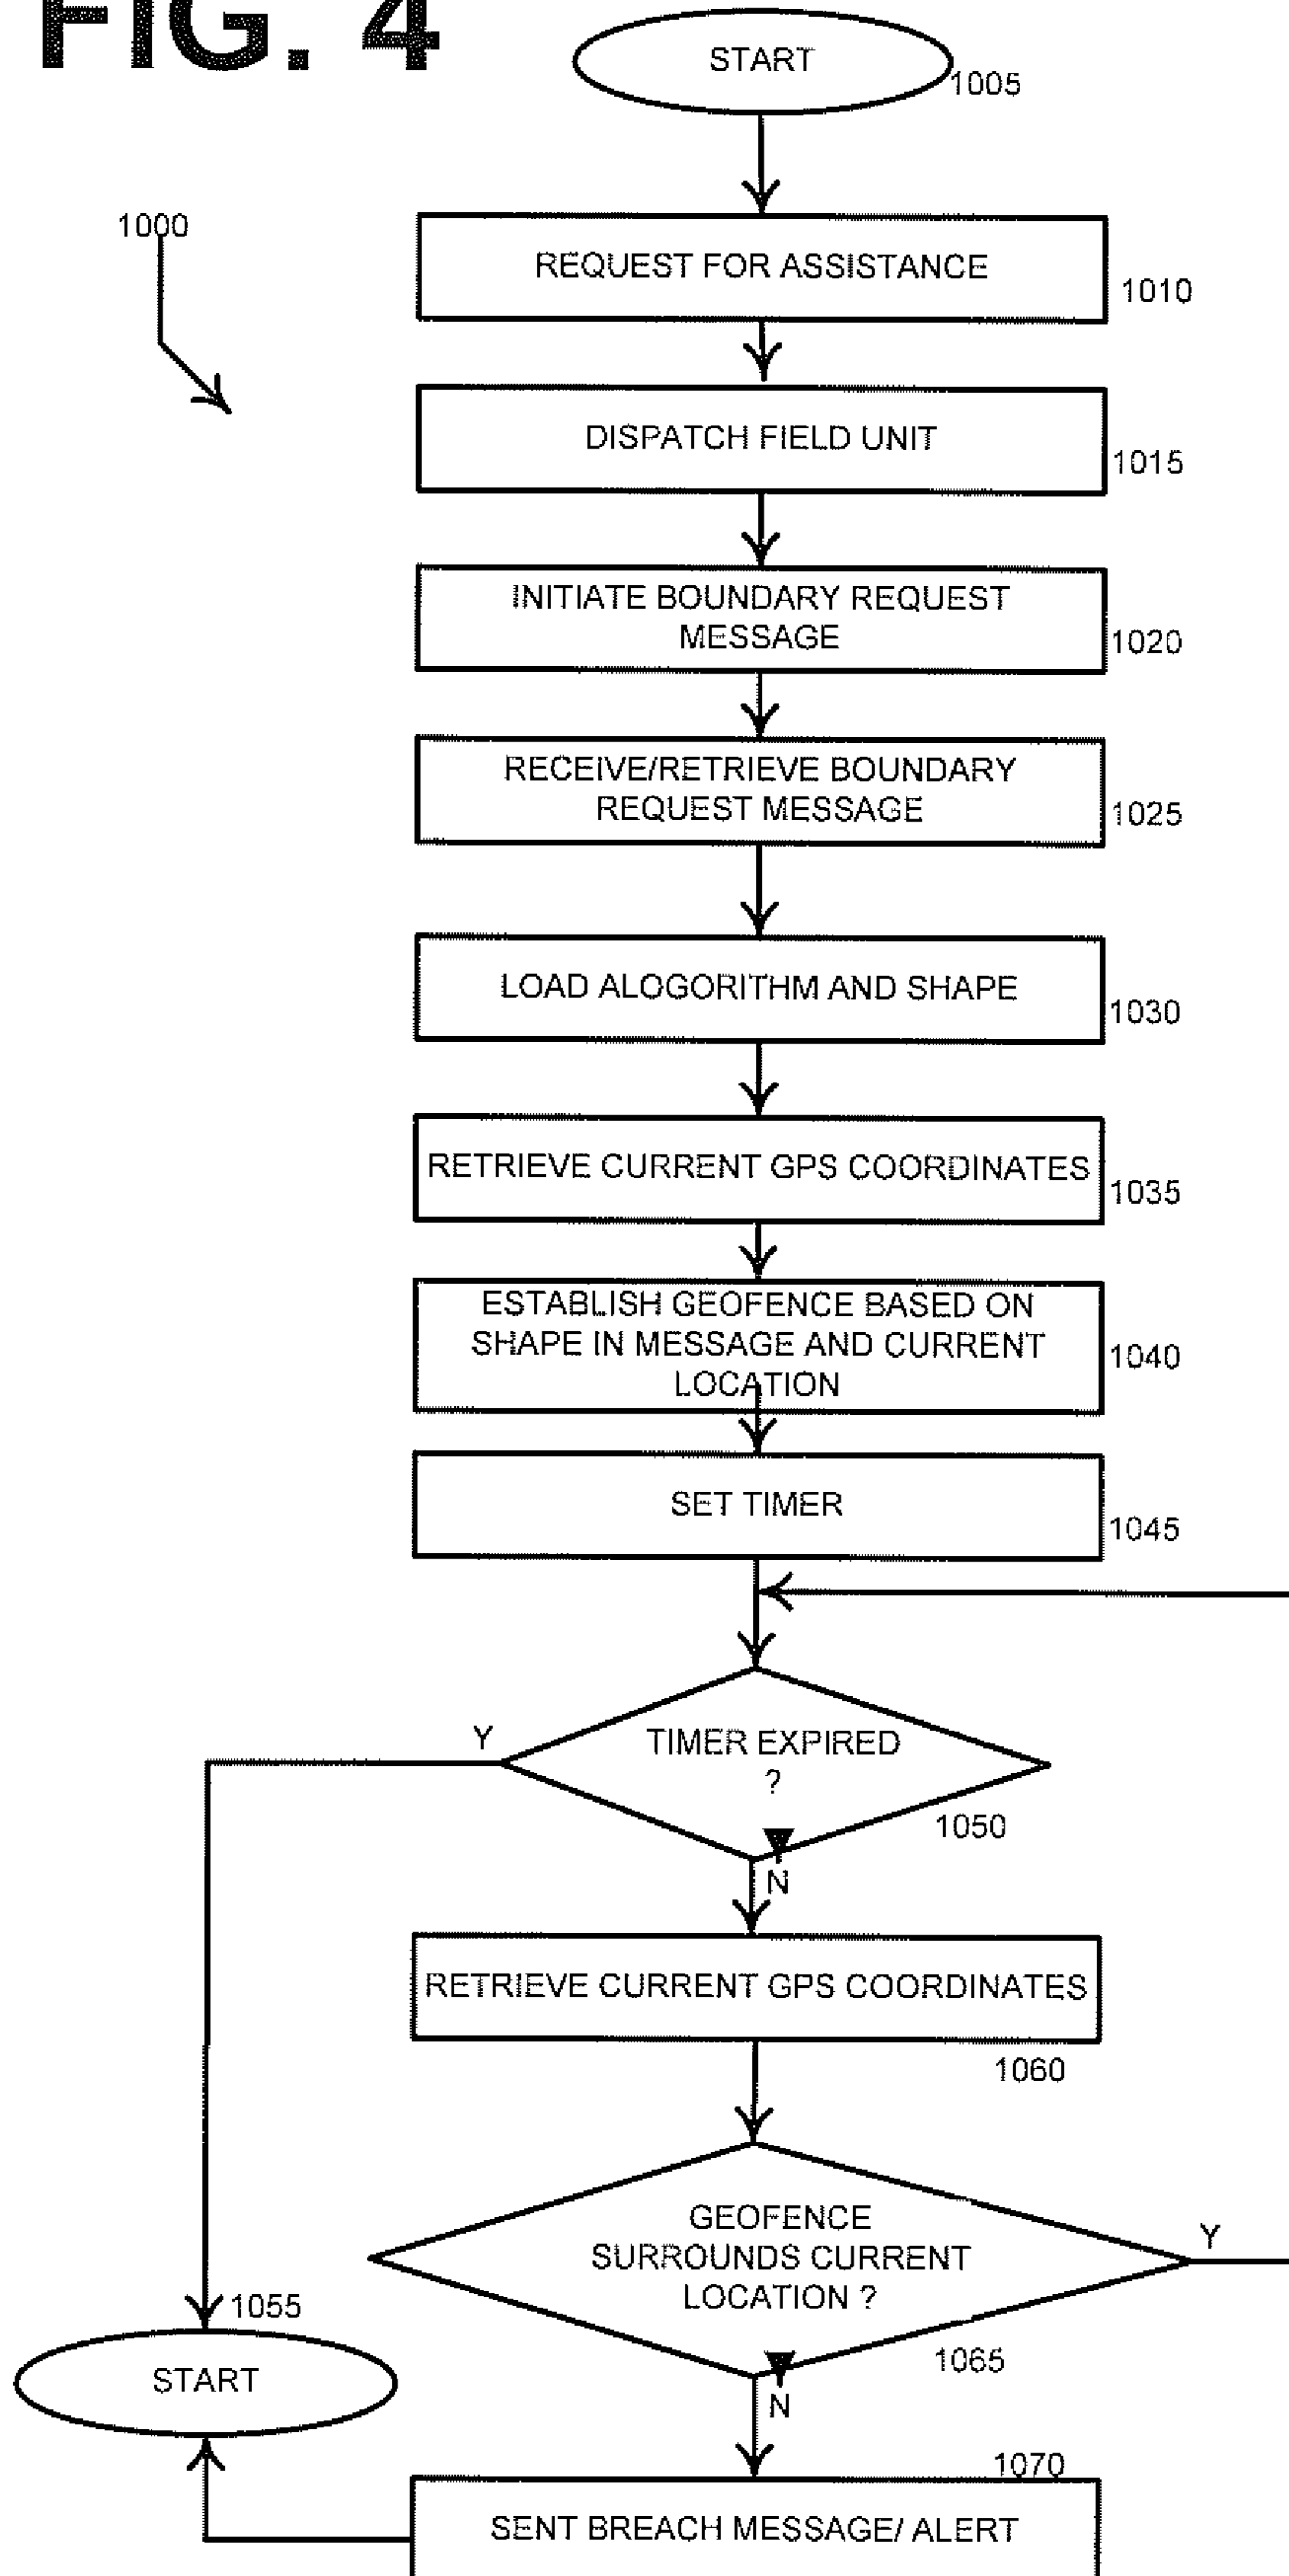 FIG. 4
START
1005
1000
REQUEST FOR ASSISTANCE
1010
DISPATCH FIELD UNIT
1015
INITIATE BOUNDARY REQUEST
MESSAGE
1020
RECEIVE/RETRIEVE BOUNDARY
REQUEST MESSAGE
1025
LOAD ALOGORITHM AND SHAPE
1030
RETRIEVE CURRENT GPS COORDINATES
1035
ESTABLISH GEOFENCE BASED ON
SHAPE IN MESSAGE AND CURRENT
LOCATION
1040
SET TIMER
1045
Y
TIMER EXPIRED
?
1050
N
RETRIEVE CURRENT GPS COORDINATES
1060
GEOFENCE
SURROUNDS CURRENT
LOCATION ?
Y
1065
N
1055
START
1070
SENT BREACH MESSAGE/ ALERT